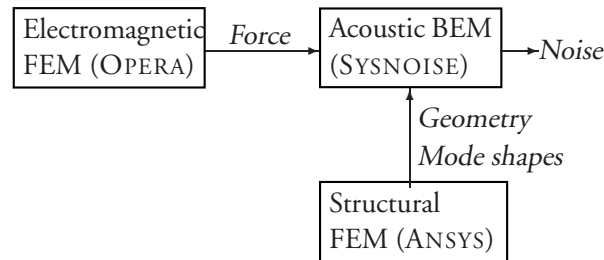 Electromagnetic
FEM (OPERA)
Force
Acoustic BEM
(SYSNOISE)
Noise
Geometry
Mode shapes
Structural
FEM (ANSYS)